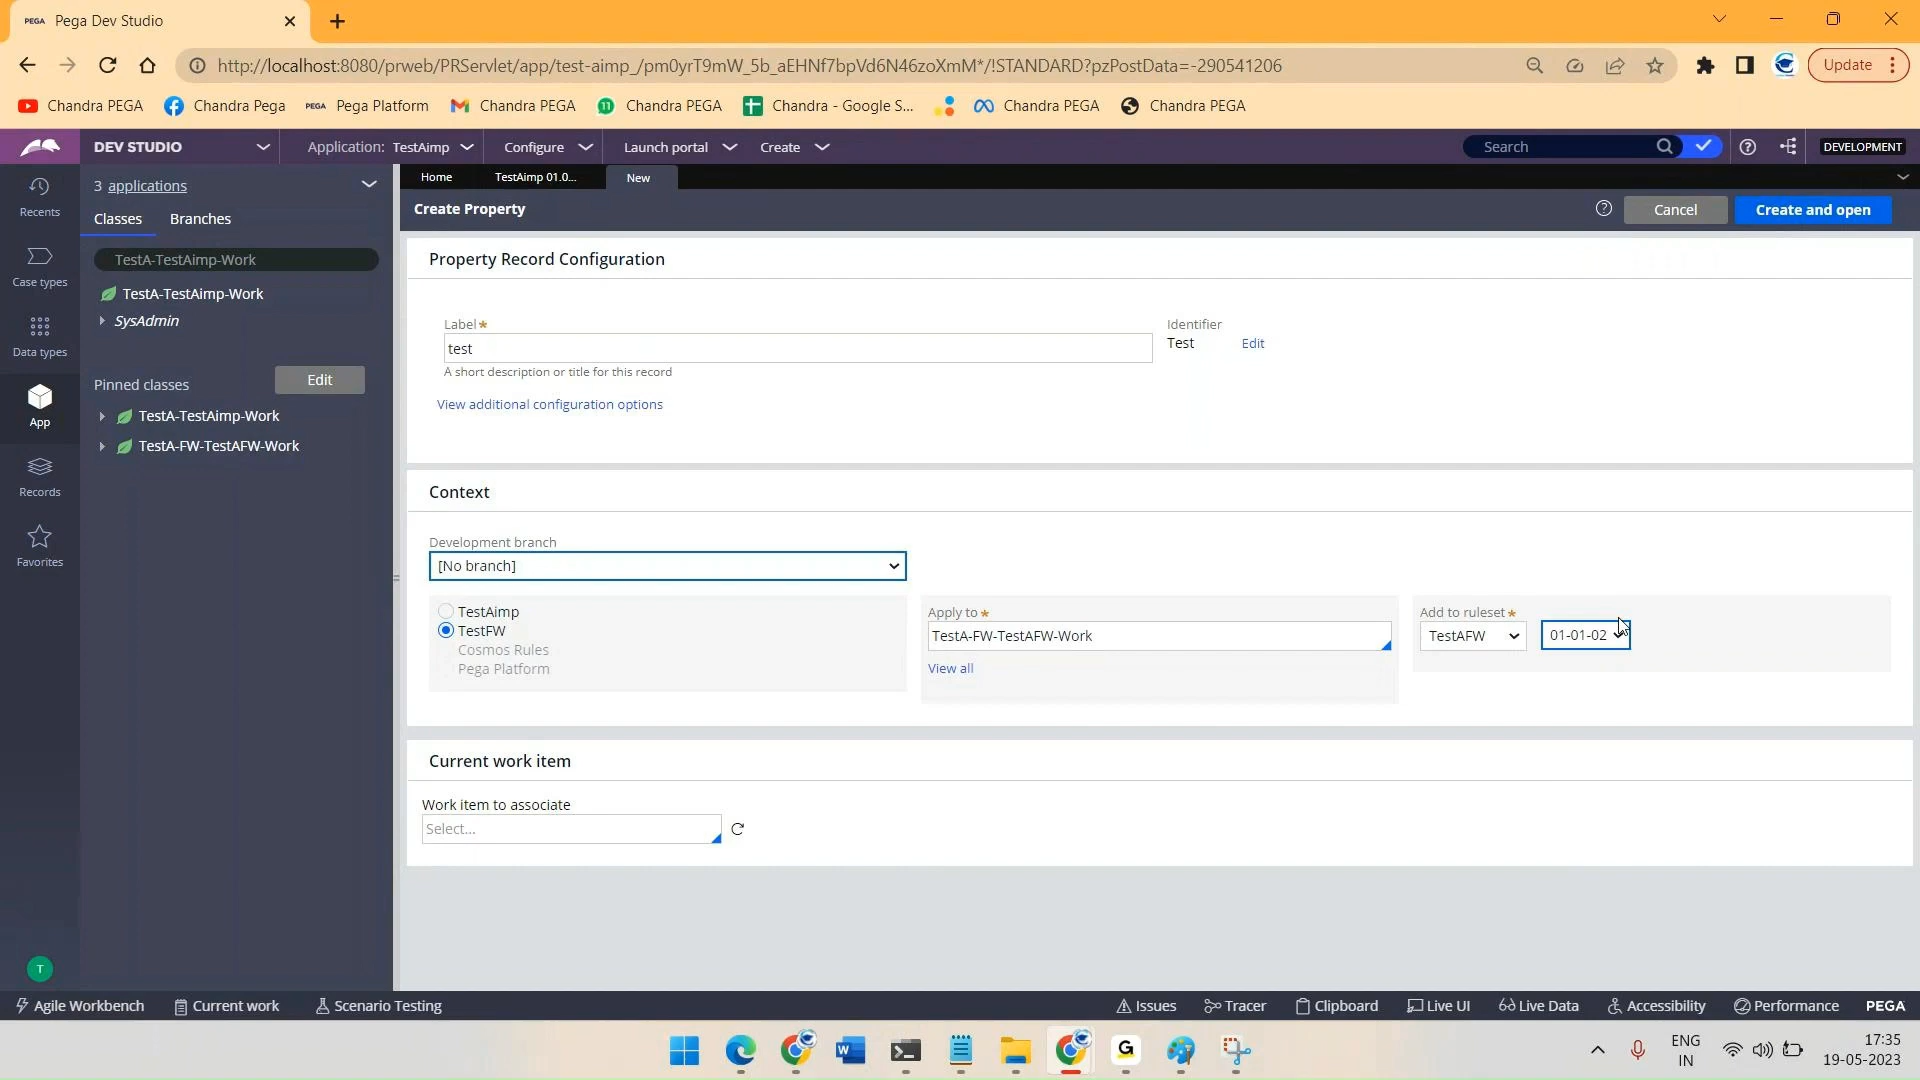 PEGA Pega Dev Studio
http://localhost:8080/prweb/PRServlet/app/test-aimp_/pm0yrT9mW_5b_aEHNf7bpVd6N46zoXmM*/!STANDARD?pzPostData=-290541206
Update
Chandra PEGA
Chandra Pega
PEGA Pega Platform
Chandra PEGA
11 Chandra PEGA
Chandra - Google S...
Chandra PEGA
Chandra PEGA
DEV STUDIO
Application: TestAimp
Configure
Launch portal
Create
Search
DEVELOPMENT
Recents
Case types
Data types
App
Records
Favorites
T
3 applications
Classes Branches
TestA-TestAimp-Work
TestA-TestAimp-Work
SysAdmin
Pinned classes Edit
TestA-TestAimp-Work
TestA-FW-TestAFW-Work
Home TestAimp 01.0... New
Create Property
Cancel Create and open
Property Record Configuration
Label★ Identifier
test Test Edit
A short description or title for this record
View additional configuration options
Context
Development branch
[No branch]
TestAimp
TestFW
Cosmos Rules
Pega Platform
Apply to★
TestA-FW-TestAFW-Work
View all
Add to ruleset★
TestAFW 01-01-02
Current work item
Work item to associate
Select...
Agile Workbench Current work Scenario Testing Issues Tracer Clipboard Live UI Live Data Accessibility Performance PEGA
ENG
IN
17:35
19-05-2023